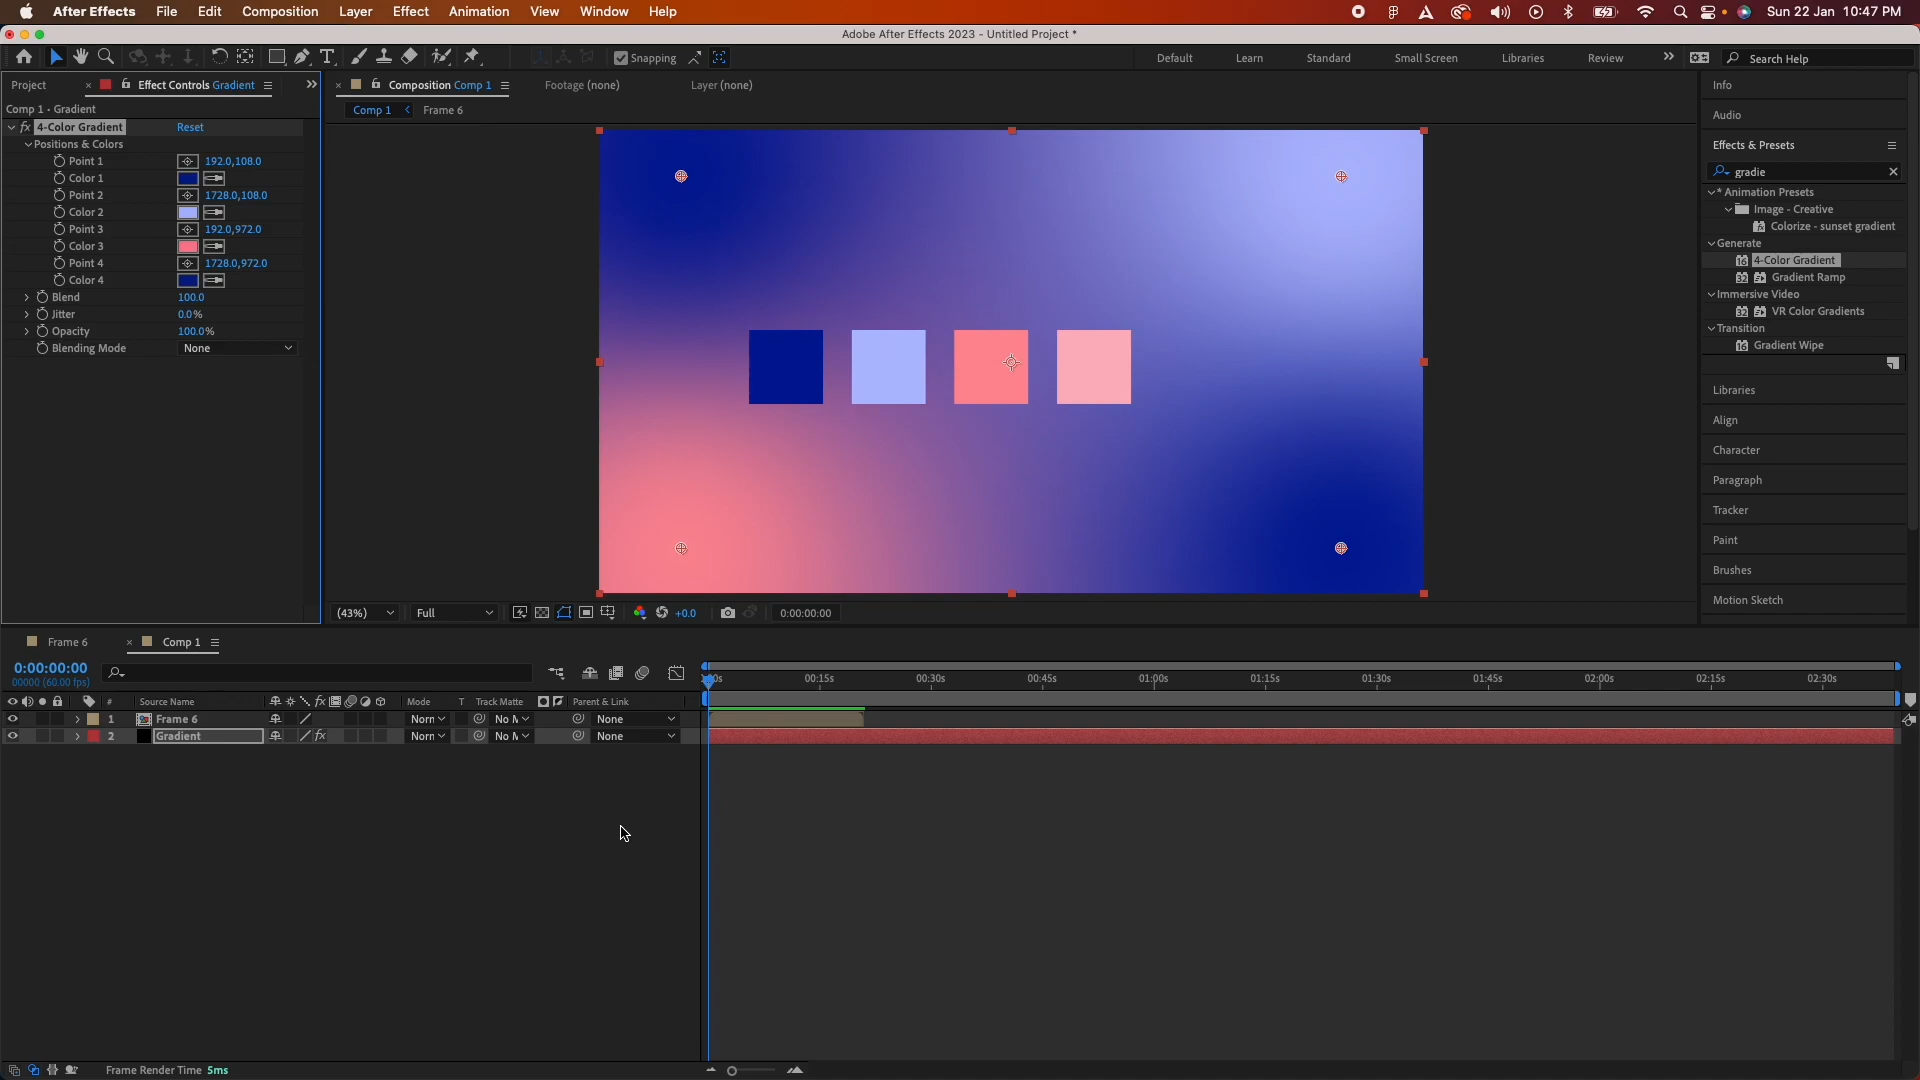 After Effects File Edit Composition Layer Effect Animation View Window Help Sun 22 Jan 10:47 PM
Adobe After Effects 2023 - Untitled Project *
Snapping Default Learn Standard Small Screen Libraries Review Search Help
Project Effect Controls Gradient Composition Comp 1 Footage (none) Layer (none) Info
Comp 1 • Gradient Comp 1 Frame 6
Audio
fx 4-Color Gradient Reset
Positions & Colors Effects & Presets
Point 1 192.0,108.0
gradie
Color 1
Point 2 1728.0,108.0 * Animation Presets
Color 2 Image - Creative
Point 3 192.0,972.0 Colorize - sunset gradient
Color 3 Generate
Point 4 1728.0,972.0 4-Color Gradient
Color 4 Gradient Ramp
Blend 100.0 Immersive Video
Jitter 0.0% VR Color Gradients
Opacity 100.0% Transition
Blending Mode None Gradient Wipe
Libraries
Align
Character
Paragraph
Tracker
Paint
Brushes
Motion Sketch
(43%) Full +0.0 0:00:00:00
Frame 6 Comp 1
0:00:00:00
00000 (60.00 fps)
00:15s 00:30s 00:45s 01:00s 01:15s 01:30s 01:45s 02:00s 02:15s 02:30s
# Source Name fx Mode T Track Matte Parent & Link
1 Frame 6 Norn None
2 Gradient fx Norn None
Frame Render Time 5ms